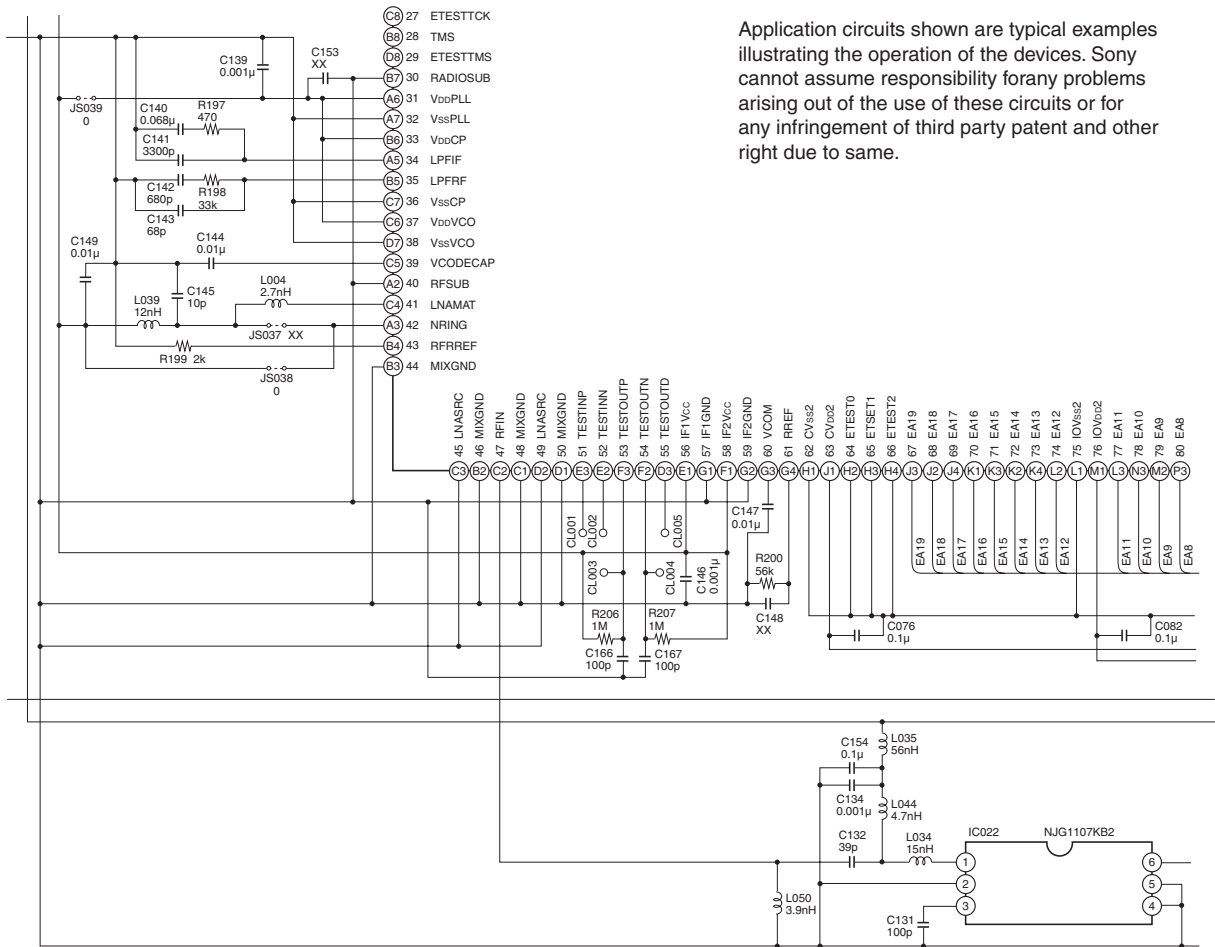 Application circuits shown are typical examples
illustrating the operation of the devices. Sony
cannot assume responsibility forany problems
arising out of the use of these circuits or for
any infringement of third party patent and other
right due to same.
C8 27 ETESTTCK
B8 28 TMS
D8 29 ETESTTMS
B7 30 RADIOSUB
A6 31 VDDPLL
A7 32 VSSPLL
B6 33 VDDCP
A5 34 LPFIF
B5 35 LPFRF
C7 36 VSSCP
C6 37 VDDVCO
D7 38 VSSVCO
C5 39 VCODECAP
A2 40 RFSUB
C4 41 LNAMAT
A3 42 NRING
B4 43 RFRREF
B3 44 MIXGND
C153
XX
C139
0.001µ
JS039
0
C140
0.068µ
R197
470
C141
3300p
C142
680p
R198
33k
C143
68p
C149
0.01µ
C144
0.01µ
C145
10p
L004
2.7nH
L039
12nH
JS037 XX
R199 2k
JS038
0
45 LNASRC
46 MIXGND
47 RFIN
48 MIXGND
49 LNASRC
50 MIXGND
51 TESTINP
52 TESTINN
53 TESTOUTP
54 TESTOUTN
55 TESTOUTD
56 IF1VCC
57 IF1GND
58 IF2VCC
59 IF2GND
60 VCOM
61 RREF
62 CVSS2
63 CVDD2
64 ETEST0
65 ETSET1
66 ETEST2
67 EA19
68 EA18
69 EA17
70 EA16
71 EA15
72 EA14
73 EA13
74 EA12
75 IOVSS2
76 IOVDD2
77 EA11
78 EA10
79 EA9
80 EA8
C3 B2 C2 C1 D2 D1 E3 E2 F3 F2 D3 E1 G1 F1 G2 G3 G4 H1 J1 H2 H3 H4 J3 J2 J4 K1 K3 K2 K4 L2 L1 M1 L3 N3 M2 P3
CL001
CL002
CL003
CL004
CL005
C146
0.001µ
C147
0.01µ
R200
56k
C148
XX
R206
1M
R207
1M
C166
100p
C167
100p
EA19
EA18
EA17
EA16
EA15
EA14
EA13
EA12
EA11
EA10
EA9
EA8
C076
0.1µ
C082
0.1µ
L035
56nH
C154
0.1µ
C134
0.001µ
L044
4.7nH
C132
39p
L034
15nH
IC022 NJG1107KB2
1
2
3
6
5
4
L050
3.9nH
C131
100p